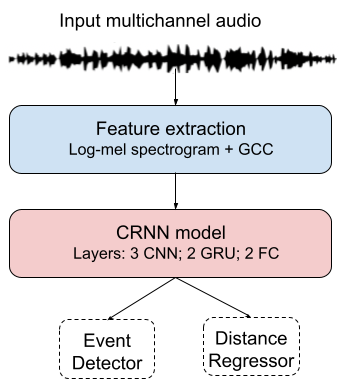 Input multichannel audio
Feature extraction
Log-mel spectrogram + GCC
CRNN model
Layers: 3 CNN; 2 GRU; 2 FC
Event
Detector
Distance
Regressor